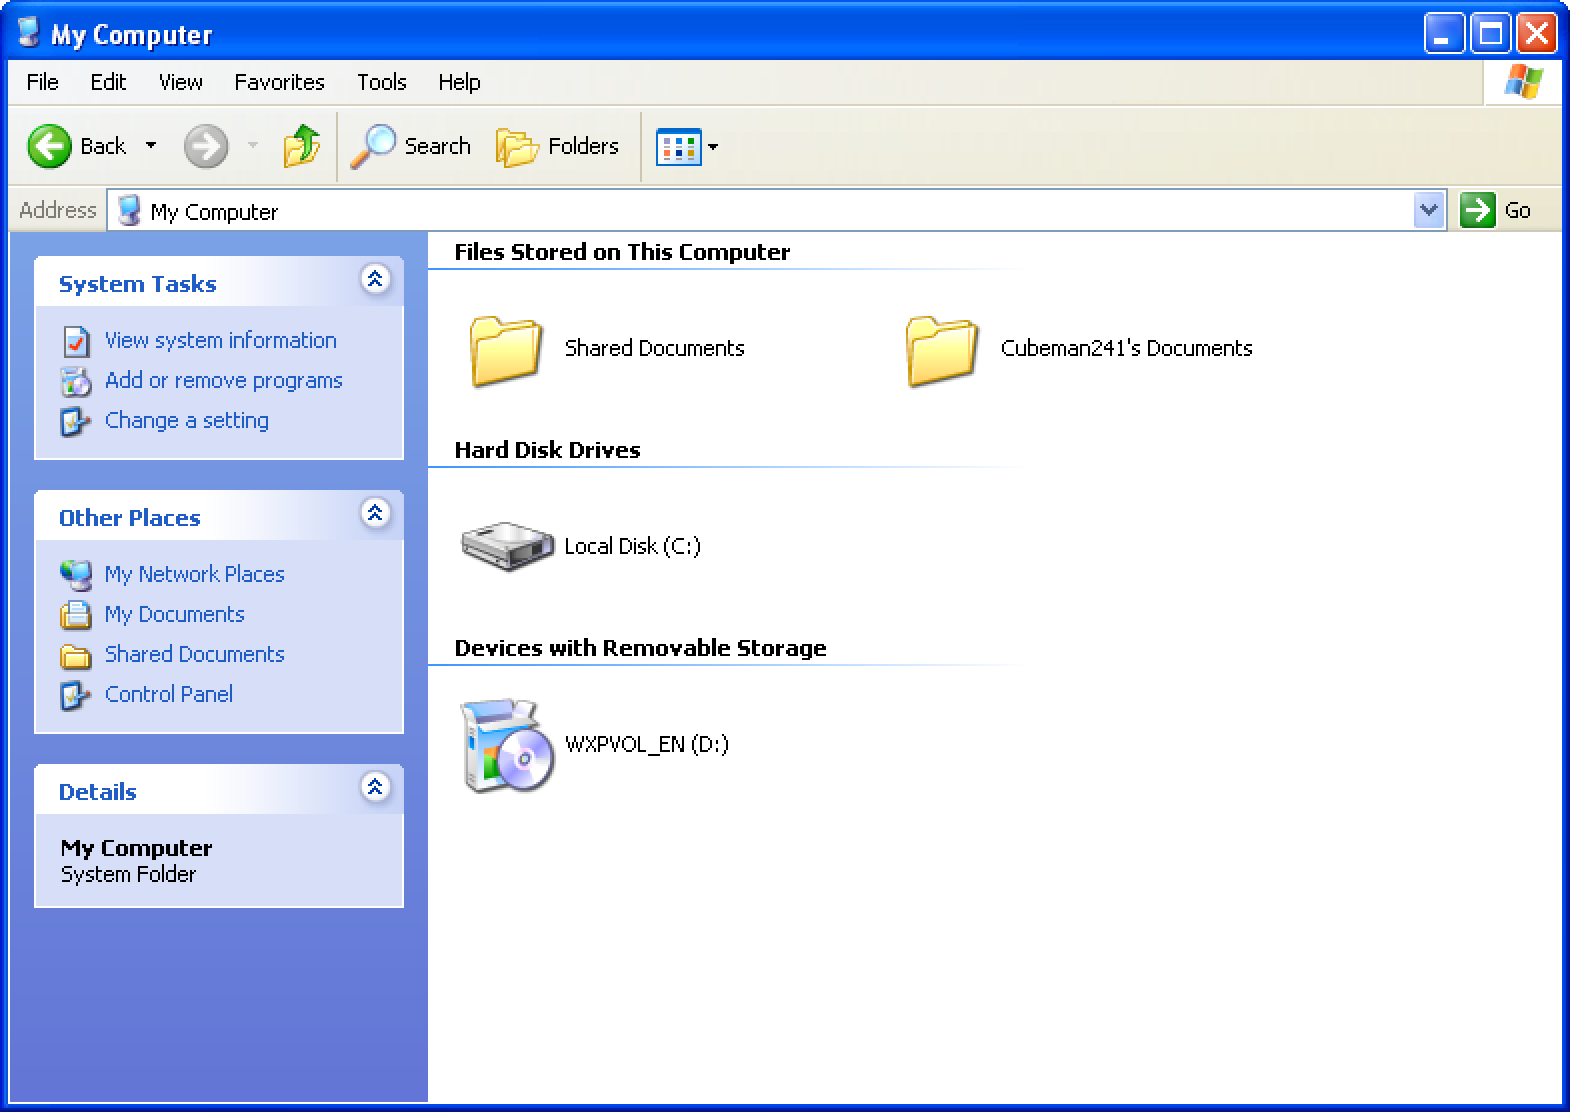 My Computer
File Edit View Favorites Tools Help
Back Search Folders
Address My Computer Go
System Tasks
View system information
Add or remove programs
Change a setting
Other Places
My Network Places
My Documents
Shared Documents
Control Panel
Details
My Computer
System Folder
Files Stored on This Computer
Shared Documents Cubeman241's Documents
Hard Disk Drives
Local Disk (C:)
Devices with Removable Storage
WXPVOL_EN (D:)